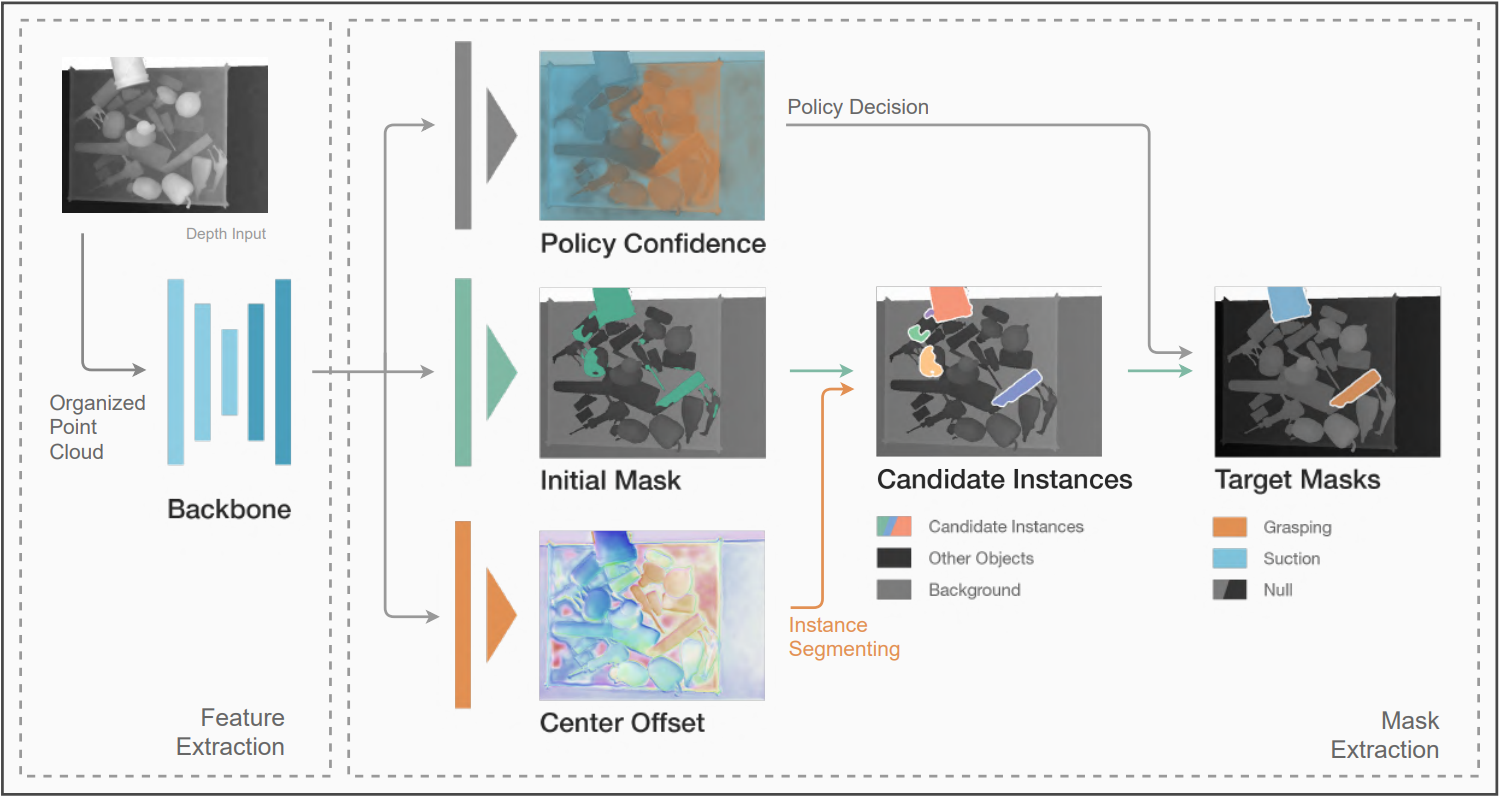 Depth Input
Organized
Point
Cloud
Backbone
Feature
Extraction
Policy Confidence
Policy Decision
Initial Mask
Center Offset
Instance
Segmenting
Candidate Instances
Candidate Instances
Other Objects
Background
Target Masks
Grasping
Suction
Null
Mask
Extraction